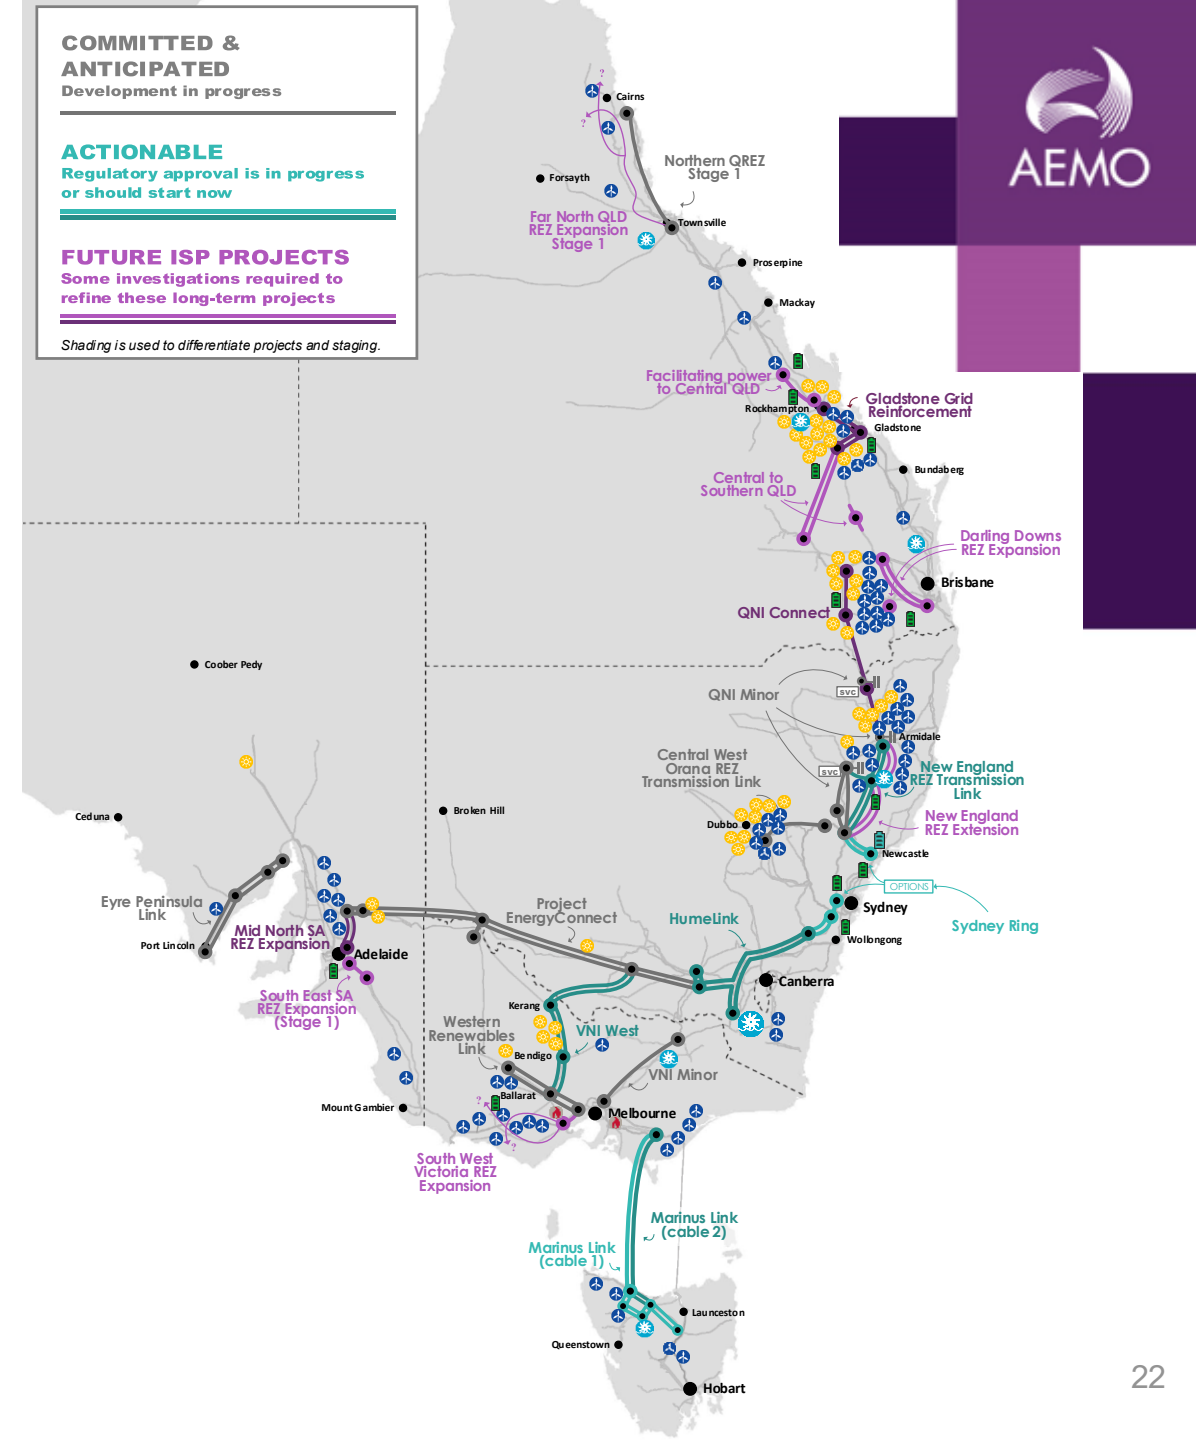 COMMITTED &
ANTICIPATED
Development in progress
ACTIONABLE
Regulatory approval is in progress
or should start now
FUTURE ISP PROJECTS
Some investigations required to
refine these long-term projects
Shading is used to differentiate projects and staging.
AEMO
?
Cairns
?
Northern QREZ
Stage 1
Forsayth
Far North QLD
REZ Expansion
Stage 1
Townsville
Proserpine
Mackay
Facilitating power
to Central QLD
Gladstone Grid
Reinforcement
Rockhampton
Gladstone
Bundaberg
Central to
Southern QLD
Darling Downs
REZ Expansion
Brisbane
QNI Connect
Coober Pedy
svc
QNI Minor
Armidale
Central West
Orana REZ
Transmission Link
svc
New England
REZ Transmission
Link
Broken Hill
Ceduna
Dubbo
New England
REZ Extension
Newcastle
OPTIONS
Eyre Peninsula
Link
Project
EnergyConnect
HumeLink
Sydney
Sydney Ring
Mid North SA
REZ Expansion
Port Lincoln
Wollongong
Adelaide
Canberra
South East SA
REZ Expansion
(Stage 1)
Kerang
Western
Renewables
Link
VNI West
Bendigo
VNI Minor
Ballarat
?
Mount Gambier
Melbourne
?
South West
Victoria REZ
Expansion
Marinus Link
(cable 2)
Marinus Link
(cable 1)
Launceston
Queenstown
Hobart
22